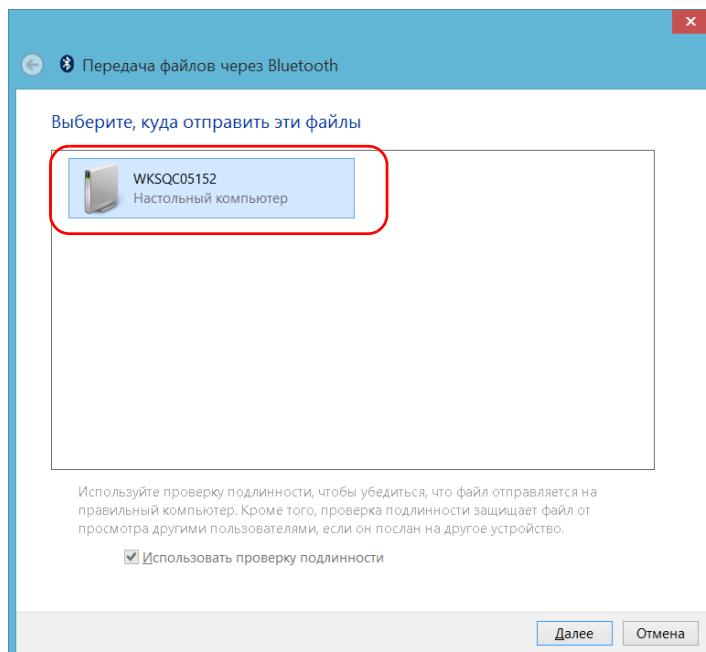 Передача файлов через Bluetooth
Выберите, куда отправить эти файлы
WKSQC05152
Настольный компьютер
Используйте проверку подлинности, чтобы убедиться, что файл отправляется на
правильный компьютер. Кроме того, проверка подлинности защищает файл от
просмотра другими пользователями, если он послан на другое устройство.
Использовать проверку подлинности
Далее
Отмена